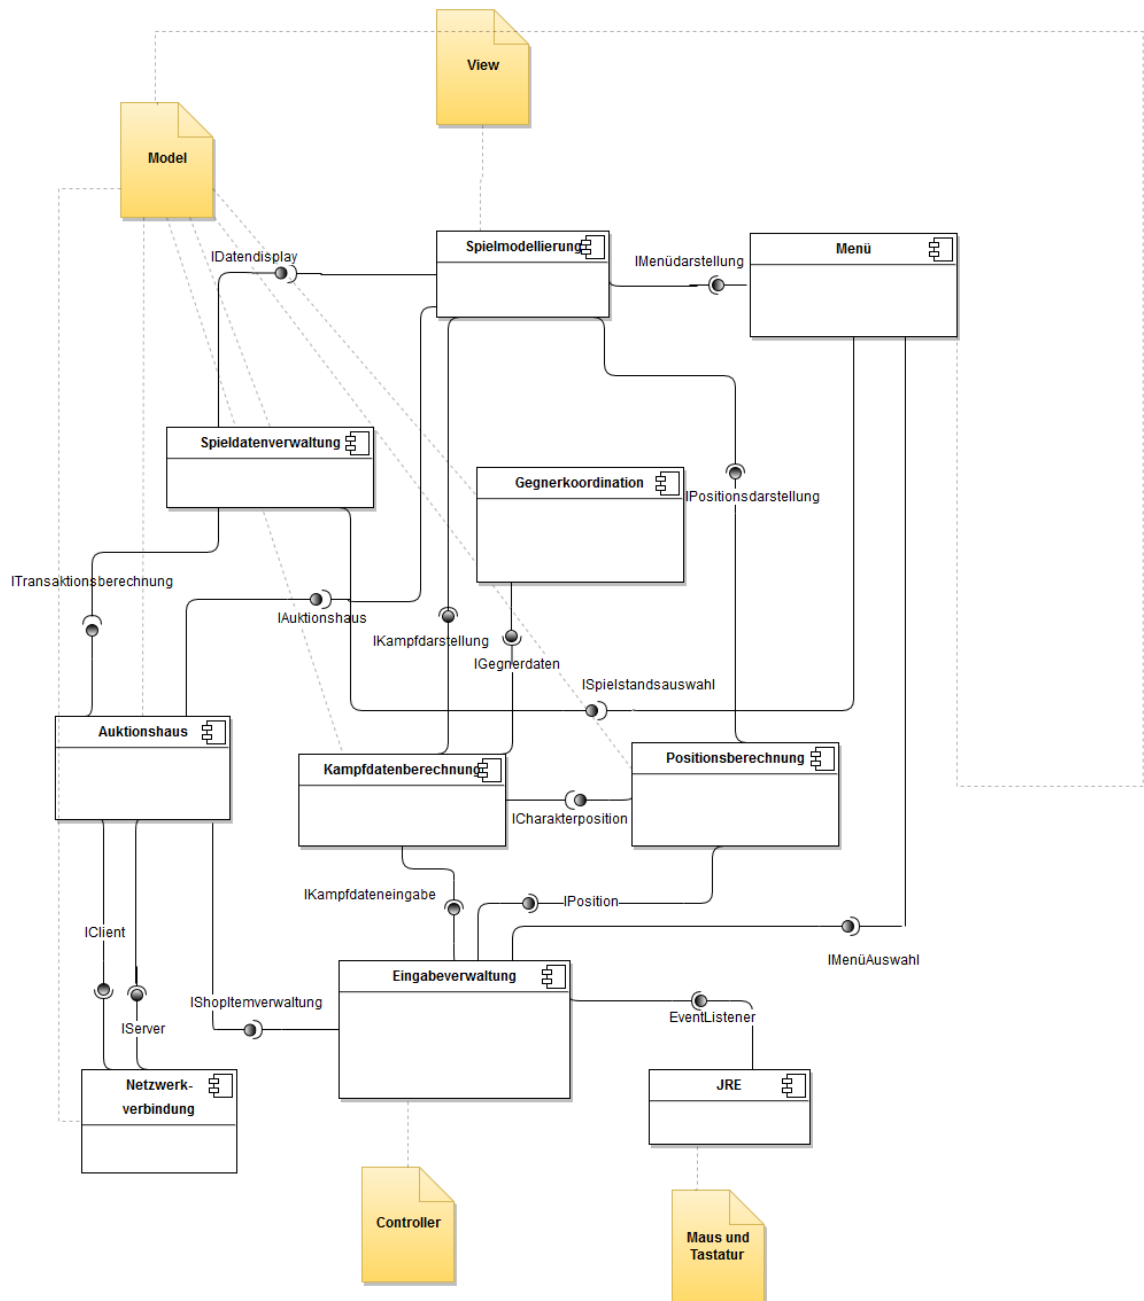 View
Model
Spielmodellierung
Menü
IDatendisplay
IMenüdarstellung
Spieldatenverwaltung
Gegnerkoordination
IPositionsdarstellung
ITransaktionsberechnung
IAuktionshaus
IKampfdarstellung
IGegnerdaten
ISpielstandsauswahl
Auktionshaus
Kampfdatenberechnung
Positionsberechnung
ICharakterposition
IKampfdateneingabe
IPosition
IClient
IMenüAuswahl
Eingabeverwaltung
IShopItemverwaltung
EventListener
IServer
Netzwerk-
verbindung
JRE
Controller
Maus und
Tastatur